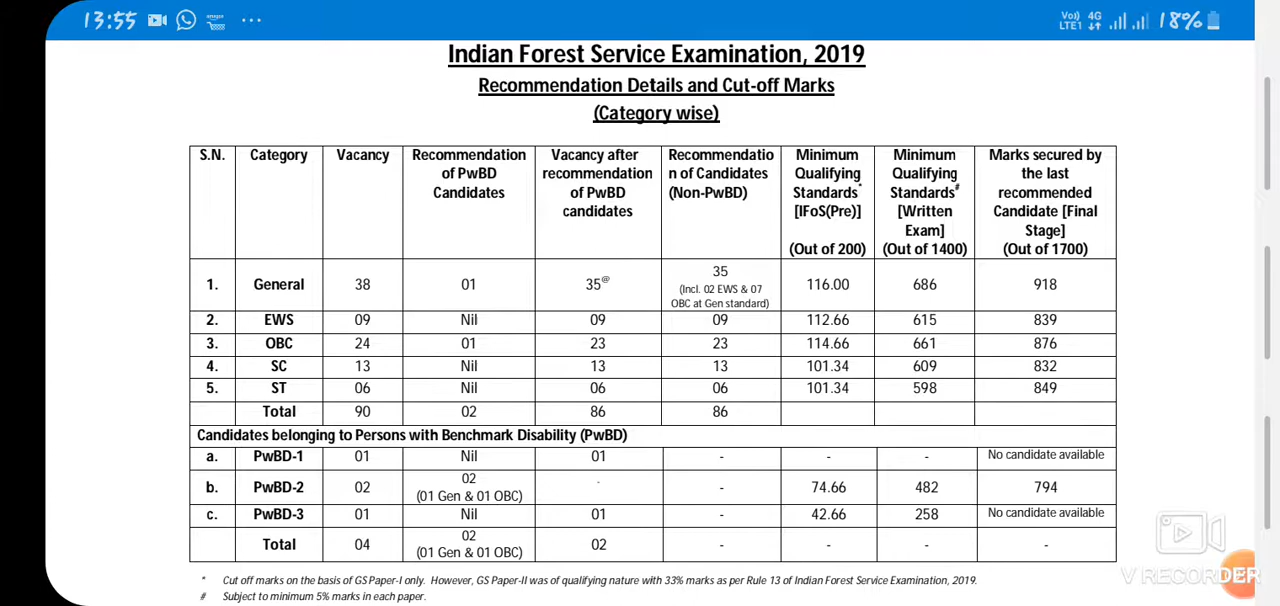 13:55 amazon ... Vo)) LTE1 4G 18%
Indian Forest Service Examination, 2019
Recommendation Details and Cut-off Marks
(Category wise)
S.N. Category Vacancy Recommendation of PwBD Candidates Vacancy after recommendation of PwBD candidates Recommendatio n of Candidates (Non-PwBD) Minimum Qualifying Standards* [IFoS(Pre)] (Out of 200) Minimum Qualifying Standards# [Written Exam] (Out of 1400) Marks secured by the last recommended Candidate [Final Stage] (Out of 1700)
1. General 38 01 35@ 35 (Incl. 02 EWS & 07 OBC at Gen standard) 116.00 686 918
2. EWS 09 Nil 09 09 112.66 615 839
3. OBC 24 01 23 23 114.66 661 876
4. SC 13 Nil 13 13 101.34 609 832
5. ST 06 Nil 06 06 101.34 598 849
Total 90 02 86 86
Candidates belonging to Persons with Benchmark Disability (PwBD)
a. PwBD-1 01 Nil 01 - - - No candidate available
b. PwBD-2 02 02 (01 Gen & 01 OBC) - - 74.66 482 794
c. PwBD-3 01 Nil 01 - 42.66 258 No candidate available
Total 04 02 (01 Gen & 01 OBC) 02 - - - -
* Cut off marks on the basis of GS Paper-I only. However, GS Paper-II was of qualifying nature with 33% marks as per Rule 13 of Indian Forest Service Examination, 2019.
# Subject to minimum 5% marks in each paper.
V RECORDER